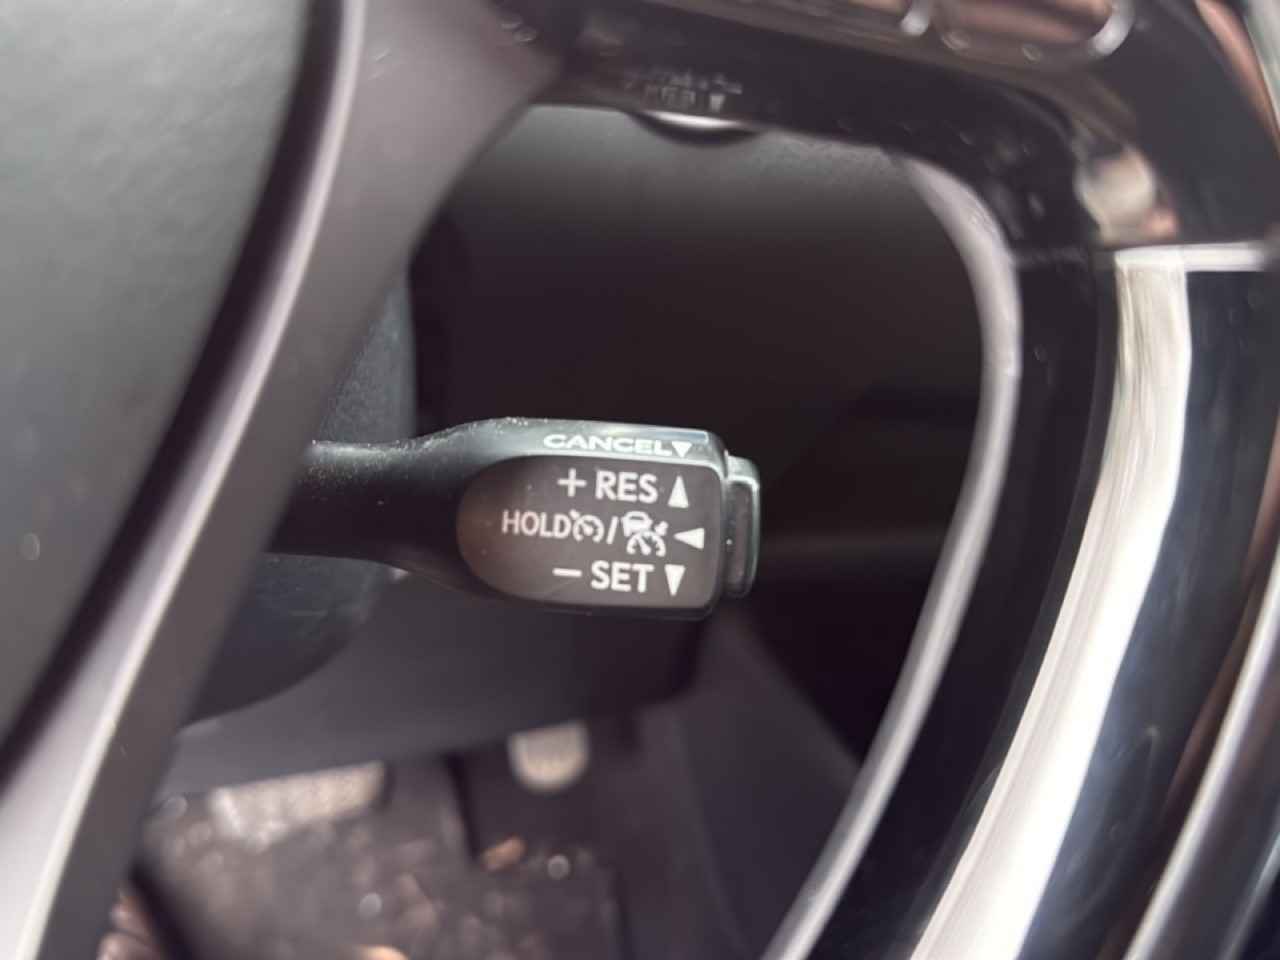 CANCEL▼
+ RES ▲
HOLD / ◀
− SET ▼